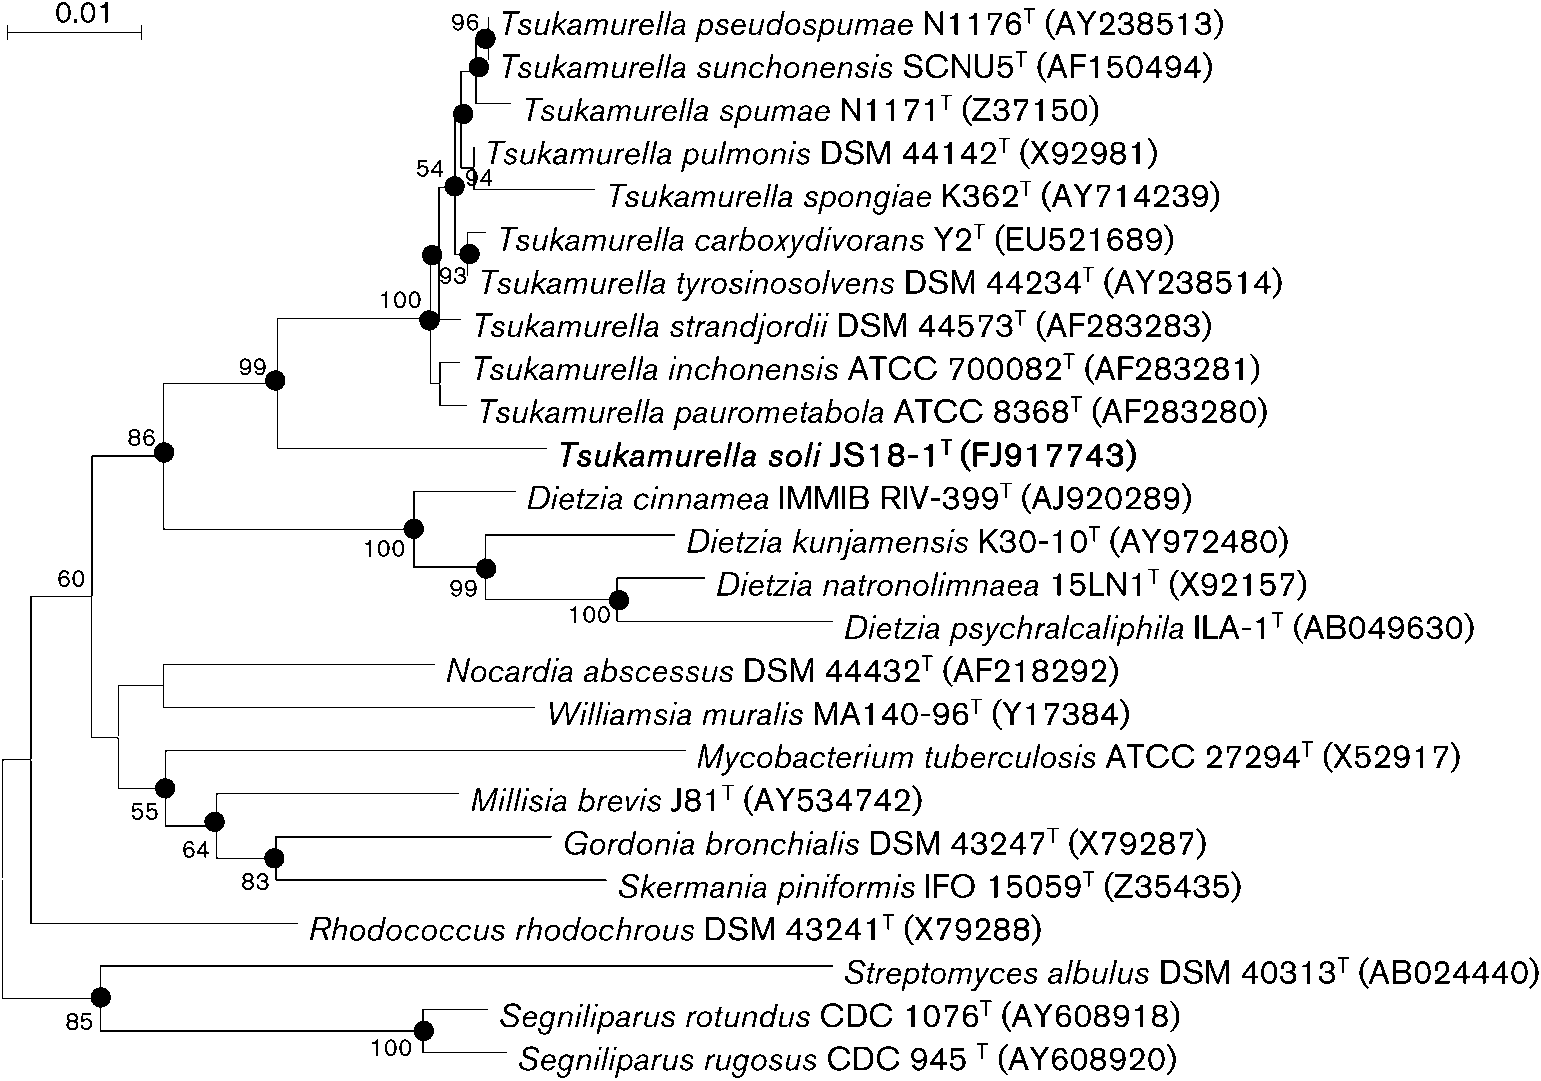 0.01
96
Tsukamurella pseudospumae N1176ᵀ (AY238513)
Tsukamurella sunchonensis SCNU5ᵀ (AF150494)
Tsukamurella spumae N1171ᵀ (Z37150)
Tsukamurella pulmonis DSM 44142ᵀ (X92981)
54
94
Tsukamurella spongiae K362ᵀ (AY714239)
Tsukamurella carboxydivorans Y2ᵀ (EU521689)
93
Tsukamurella tyrosinosolvens DSM 44234ᵀ (AY238514)
100
Tsukamurella strandjordii DSM 44573ᵀ (AF283283)
99
Tsukamurella inchonensis ATCC 700082ᵀ (AF283281)
Tsukamurella paurometabola ATCC 8368ᵀ (AF283280)
86
Tsukamurella soli JS18-1ᵀ (FJ917743)
Dietzia cinnamea IMMIB RIV-399ᵀ (AJ920289)
100
Dietzia kunjamensis K30-10ᵀ (AY972480)
60
99
Dietzia natronolimnaea 15LN1ᵀ (X92157)
100
Dietzia psychralcaliphila ILA-1ᵀ (AB049630)
Nocardia abscessus DSM 44432ᵀ (AF218292)
Williamsia muralis MA140-96ᵀ (Y17384)
Mycobacterium tuberculosis ATCC 27294ᵀ (X52917)
55
Millisia brevis J81ᵀ (AY534742)
64
Gordonia bronchialis DSM 43247ᵀ (X79287)
83
Skermania piniformis IFO 15059ᵀ (Z35435)
Rhodococcus rhodochrous DSM 43241ᵀ (X79288)
Streptomyces albulus DSM 40313ᵀ (AB024440)
85
Segniliparus rotundus CDC 1076ᵀ (AY608918)
100
Segniliparus rugosus CDC 945 ᵀ (AY608920)